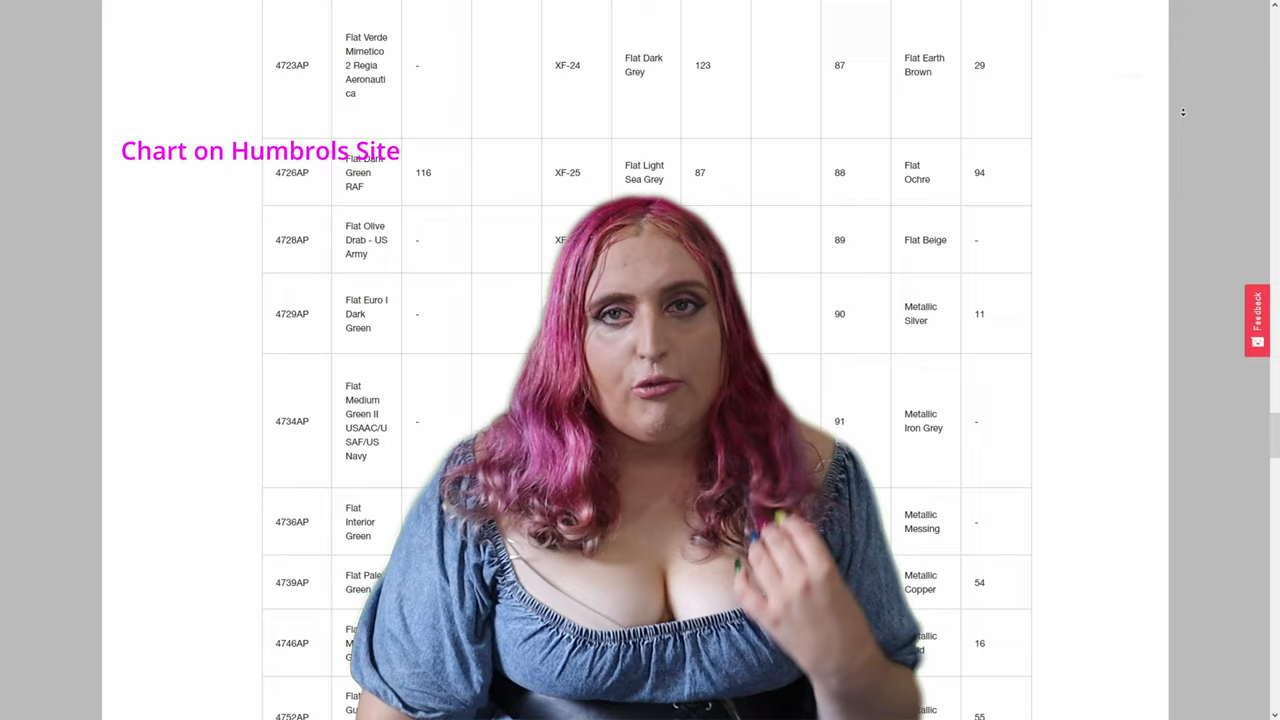 4723AP
Flat Verde
Mimetico
2 Regia
Aeronauti
ca
-
XF-24
Flat Dark
Grey
123
87
Flat Earth
Brown
29
Chart on Humbrols Site
4726AP
Flat Dark
Green
RAF
116
XF-25
Flat Light
Sea Grey
87
88
Flat
Ochre
94
4728AP
Flat Olive
Drab - US
Army
-
89
Flat Beige
-
4729AP
Flat Euro I
Dark
Green
-
90
Metallic
Silver
11
4734AP
Flat
Medium
Green II
USAAC/U
SAF/US
Navy
-
91
Metallic
Iron Grey
-
4736AP
Flat
Interior
Green
Metallic
Messing
-
4739AP
Flat Pale
Green
Metallic
Copper
54
4746AP
16
4752AP
55
Feedback